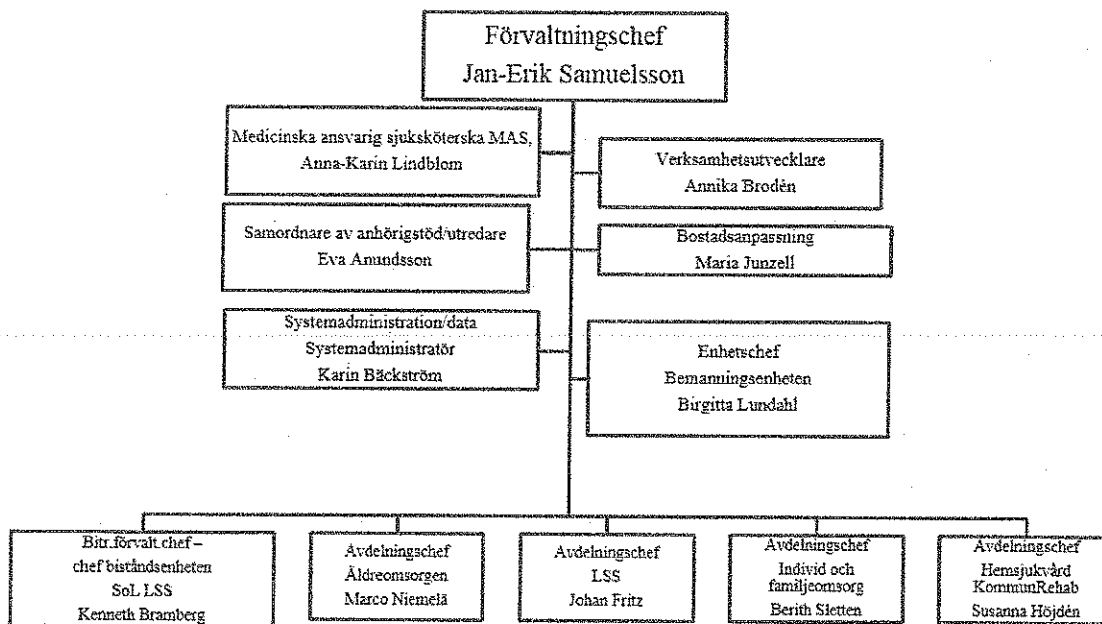 Förvaltningschef
Jan-Erik Samuelsson
Medicinska ansvarig sjuksköterska MAS,
Anna-Karin Lindblom
Verksamhetsutvecklare
Annika Brodén
Samordnare av anhörigstöd/utredare
Eva Anundsson
Bostadsanpassning
Maria Junzell
Systemadministration/data
Systemadministratör
Karin Bäckström
Enhetschef
Bemanningsenheten
Birgitta Lundahl
Bitr.förvalt.chef –
chef biståndsenheten
SoL LSS
Kenneth Bramberg
Avdelningschef
Äldreomsorgen
Marco Niemelä
Avdelningschef
LSS
Johan Fritz
Avdelningschef
Individ och
familjeomsorg
Berith Sletten
Avdelningschef
Hemsjukvård
KommunRehab
Susanna Höjdén